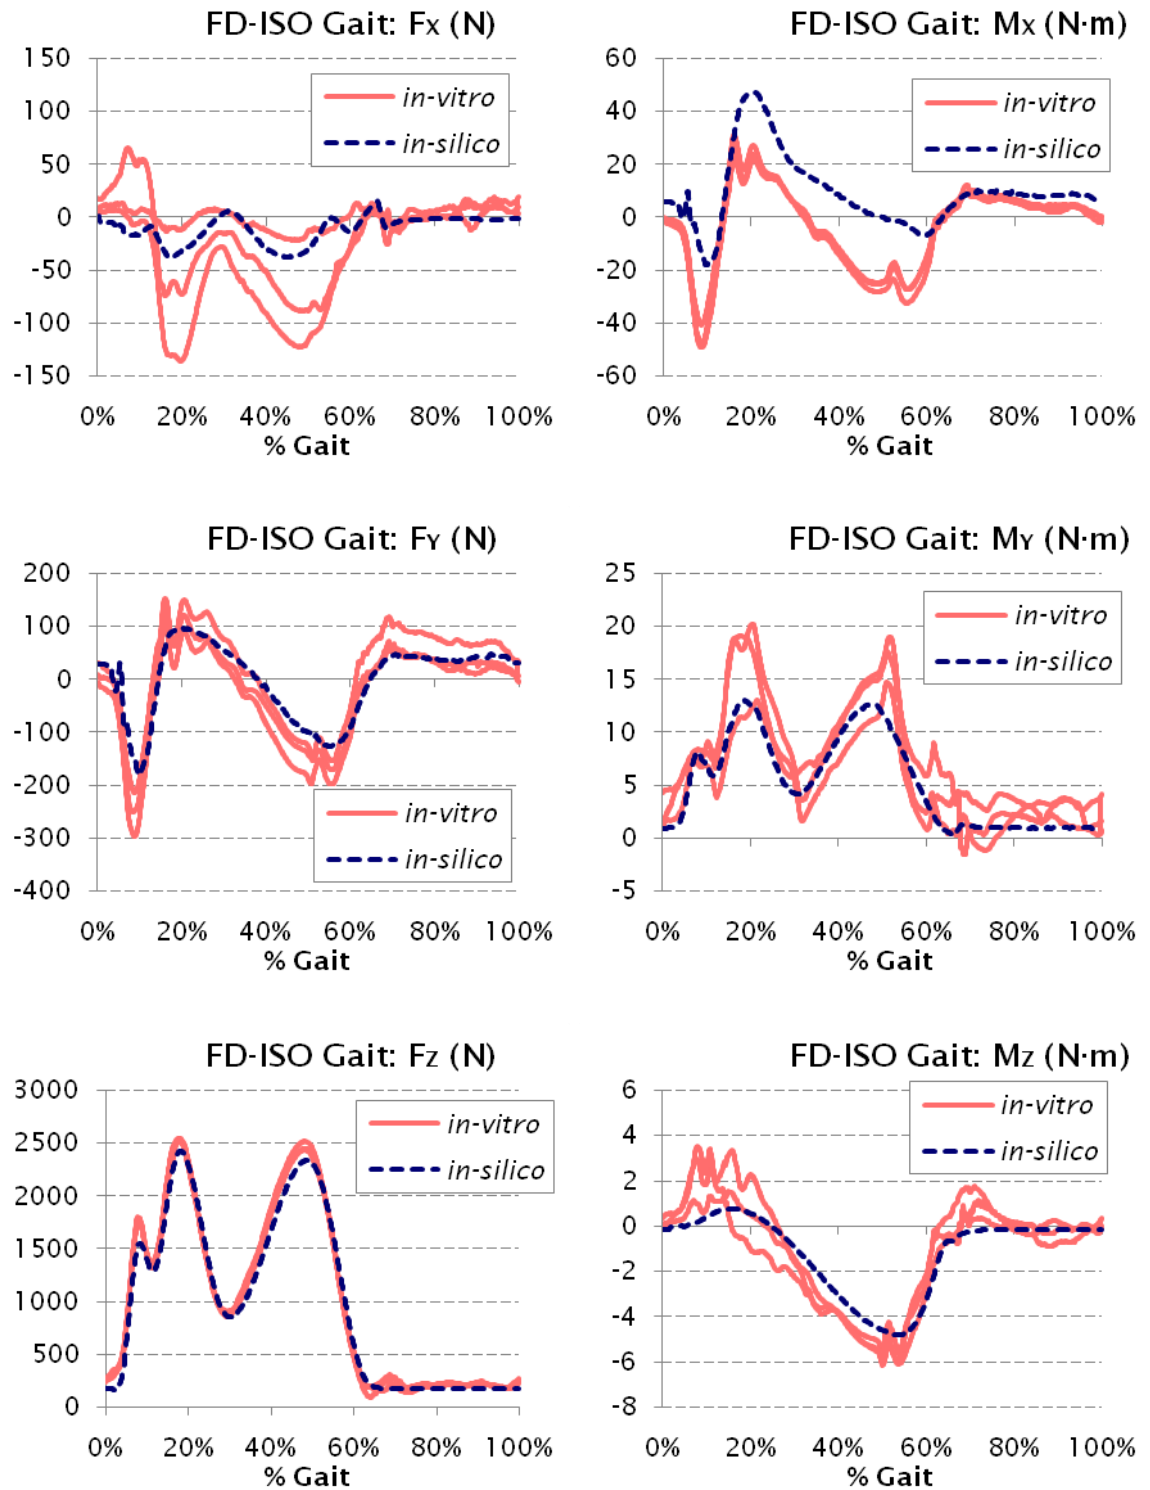 FD-ISO Gait: FX (N)
150
100
50
0
-50
-100
-150
in-vitro
in-silico
0% 20% 40% 60% 80% 100%
% Gait
FD-ISO Gait: MX (N·m)
60
40
20
0
-20
-40
-60
in-vitro
in-silico
0% 20% 40% 60% 80% 100%
% Gait
FD-ISO Gait: FY (N)
200
100
0
-100
-200
-300
-400
in-vitro
in-silico
0% 20% 40% 60% 80% 100%
% Gait
FD-ISO Gait: MY (N·m)
25
20
15
10
5
0
-5
in-vitro
in-silico
0% 20% 40% 60% 80% 100%
% Gait
FD-ISO Gait: FZ (N)
3000
2500
2000
1500
1000
500
0
in-vitro
in-silico
0% 20% 40% 60% 80% 100%
% Gait
FD-ISO Gait: MZ (N·m)
6
4
2
0
-2
-4
-6
-8
in-vitro
in-silico
0% 20% 40% 60% 80% 100%
% Gait